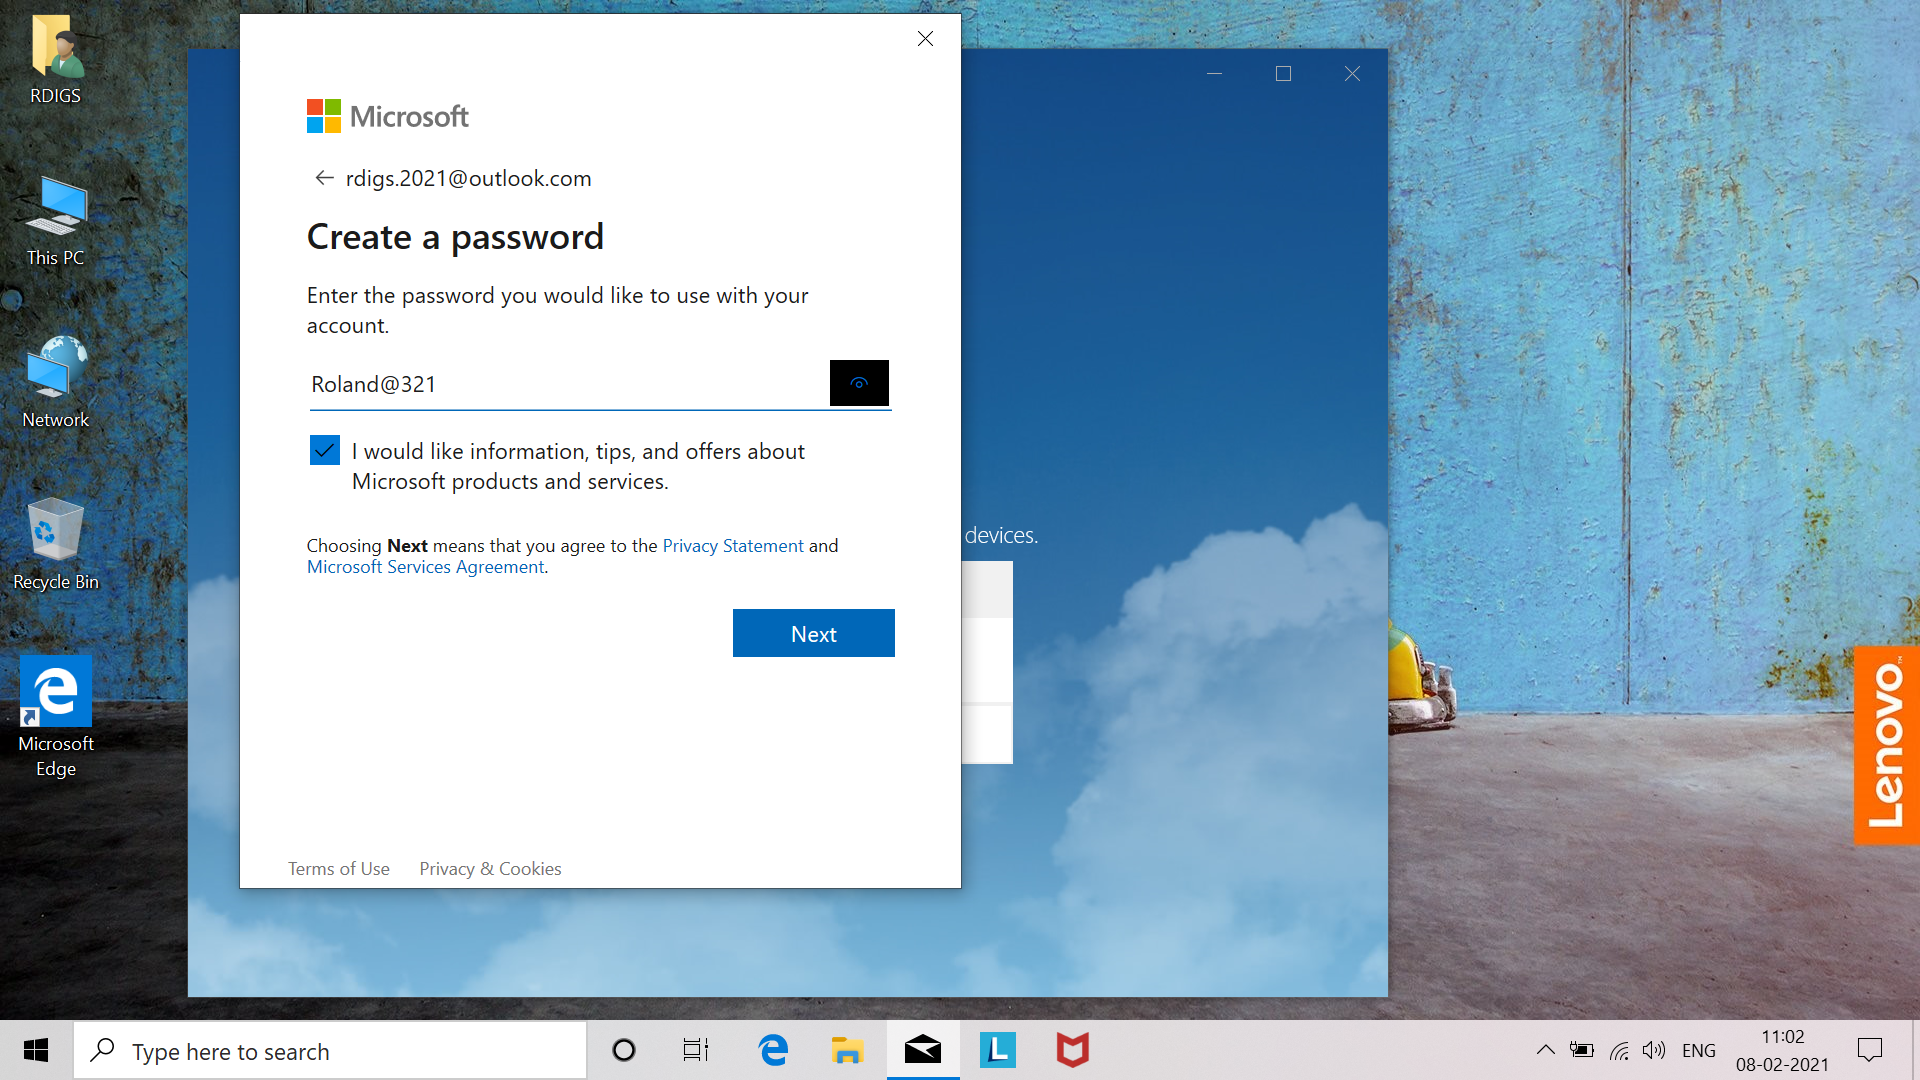 RDIGS
This PC
Network
Recycle Bin
Microsoft
Edge
Microsoft
rdigs.2021@outlook.com
Create a password
Enter the password you would like to use with your
account.
Roland@321
I would like information, tips, and offers about
Microsoft products and services.
Choosing Next means that you agree to the Privacy Statement and
Microsoft Services Agreement.
Next
Terms of Use Privacy & Cookies
devices.
Lenovo
Type here to search
ENG
11:02
08-02-2021